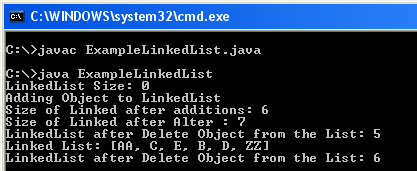 C:\WINDOWS\system32\cmd.exe
C:\>javac ExampleLinkedList.java
C:\>java ExampleLinkedList
LinkedList Size: 0
Adding Object to LinkedList
Size of Linked after additions: 6
Size of Linked after Alter : 7
LinkedList after Delete Object from the List: 5
Linked List: [AA, C, E, B, D, ZZ]
LinkedList after Delete Object from the List: 6